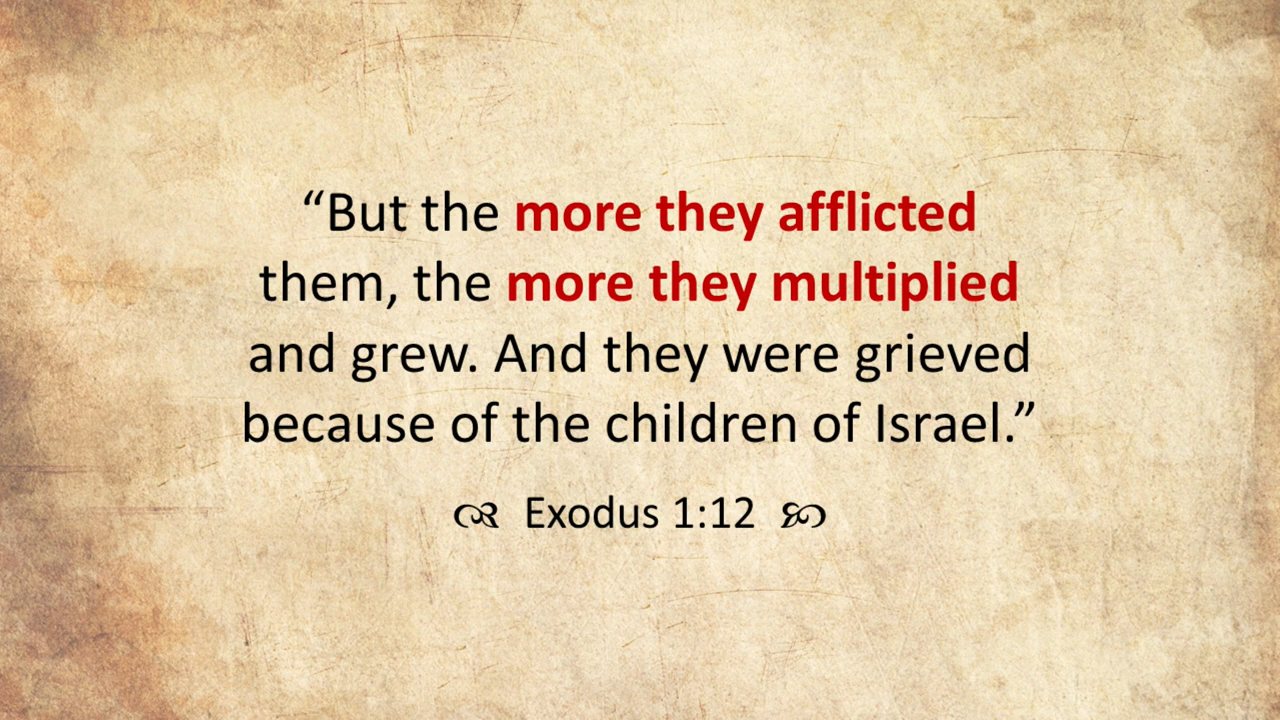 “But the more they afflicted
them, the more they multiplied
and grew. And they were grieved
because of the children of Israel.”
Exodus 1:12